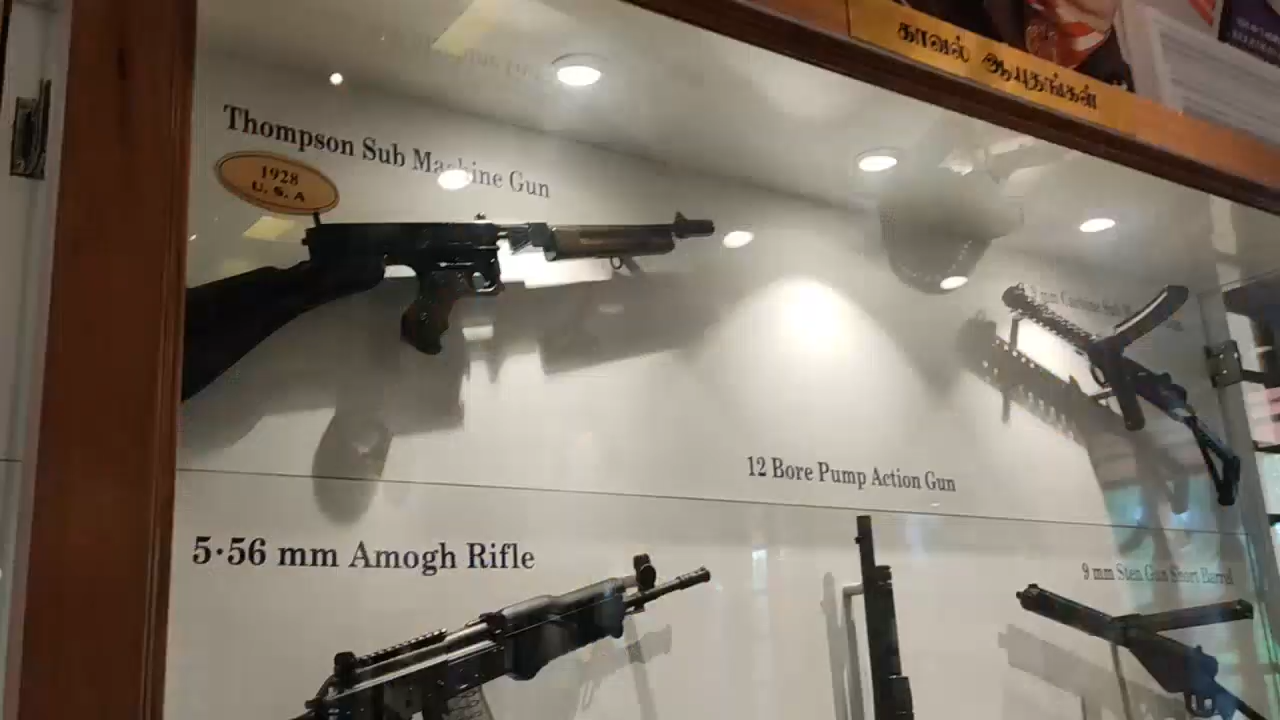 காவல் ஆயுதங்கள்
Thompson Sub Machine Gun
1928
U. S. A
12 Bore Pump Action Gun
5·56 mm Amogh Rifle
9 mm Sten Gun Short Barrel